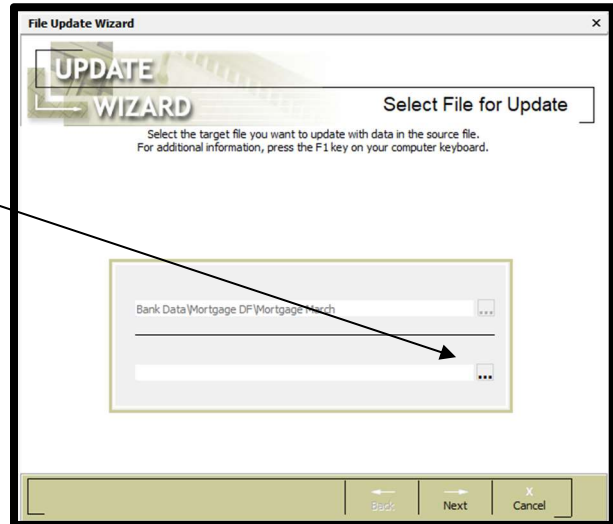 File Update Wizard x
UPDATE
WIZARD
Select File for Update
Select the target file you want to update with data in the source file.
For additional information, press the F1 key on your computer keyboard.
Bank Data\Mortgage DF\Mortgage March
...
...
Back
Next
X
Cancel